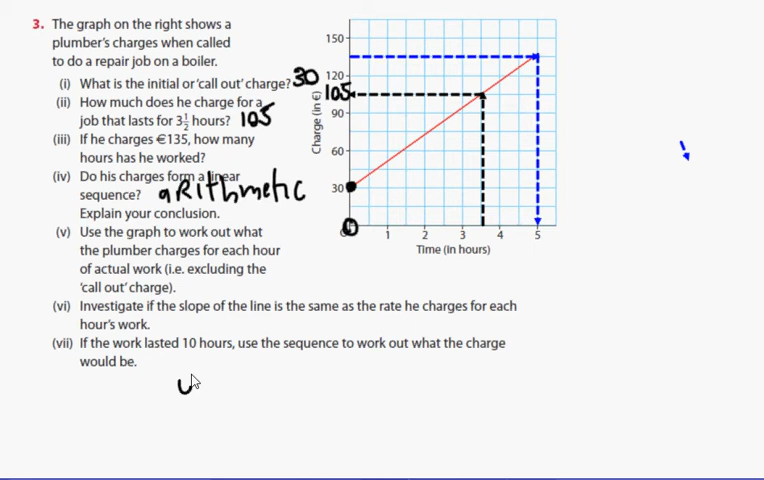 3. The graph on the right shows a
plumber's charges when called
to do a repair job on a boiler.
(i) What is the initial or 'call out' charge? 30
(ii) How much does he charge for a
job that lasts for 3½ hours? 105
(iii) If he charges €135, how many
hours has he worked?
(iv) Do his charges form a linear
sequence? aRithmetic
Explain your conclusion.
(v) Use the graph to work out what
the plumber charges for each hour
of actual work (i.e. excluding the
'call out' charge).
(vi) Investigate if the slope of the line is the same as the rate he charges for each
hour's work.
(vii) If the work lasted 10 hours, use the sequence to work out what the charge
would be.
150
120
105
90
60
30
0
1 2 3 4 5
Charge (in €)
Time (in hours)